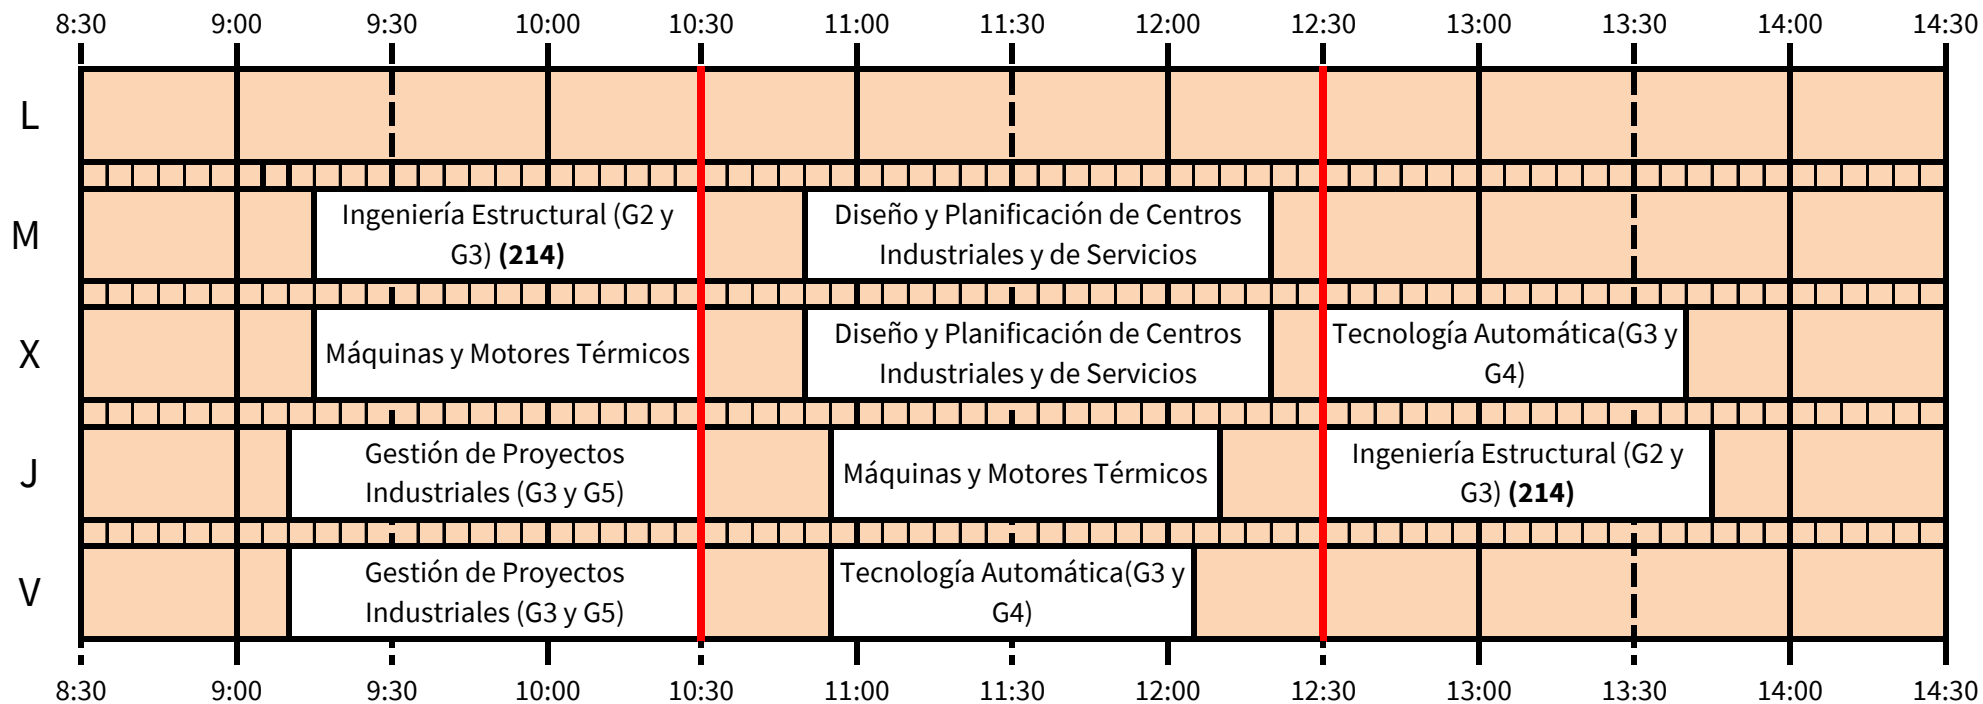 8:30 9:00 9:30 10:00 10:30 11:00 11:30 12:00 12:30 13:00 13:30 14:00 14:30
L
M
Ingeniería Estructural (G2 y
G3) (214)
Diseño y Planificación de Centros
Industriales y de Servicios
X
Máquinas y Motores Térmicos
Diseño y Planificación de Centros
Industriales y de Servicios
Tecnología Automática(G3 y
G4)
J
Gestión de Proyectos
Industriales (G3 y G5)
Máquinas y Motores Térmicos
Ingeniería Estructural (G2 y
G3) (214)
V
Gestión de Proyectos
Industriales (G3 y G5)
Tecnología Automática(G3 y
G4)
8:30 9:00 9:30 10:00 10:30 11:00 11:30 12:00 12:30 13:00 13:30 14:00 14:30